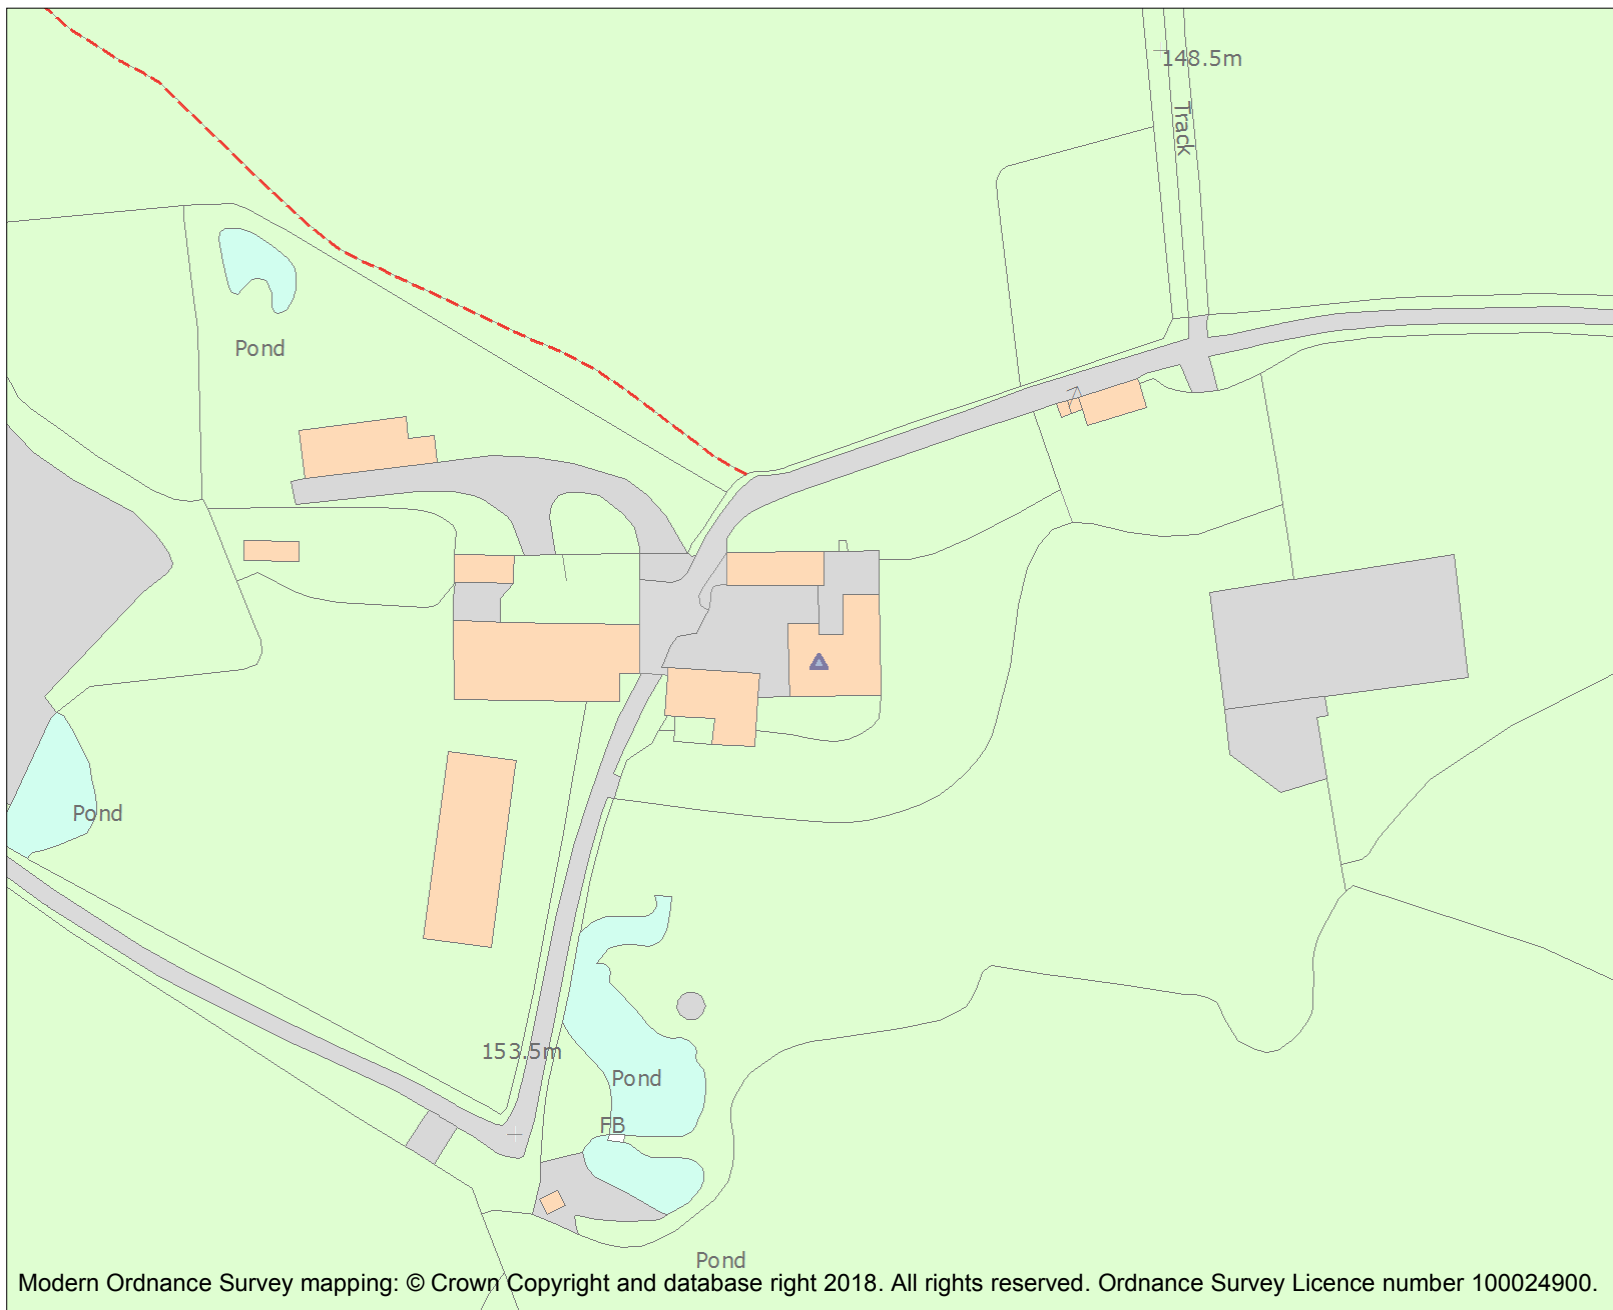 148.5m
Track
Pond
Pond
153.5m
Pond
FB
Pond
Modern Ordnance Survey mapping: © Crown Copyright and database right 2018. All rights reserved. Ordnance Survey Licence number 100024900.